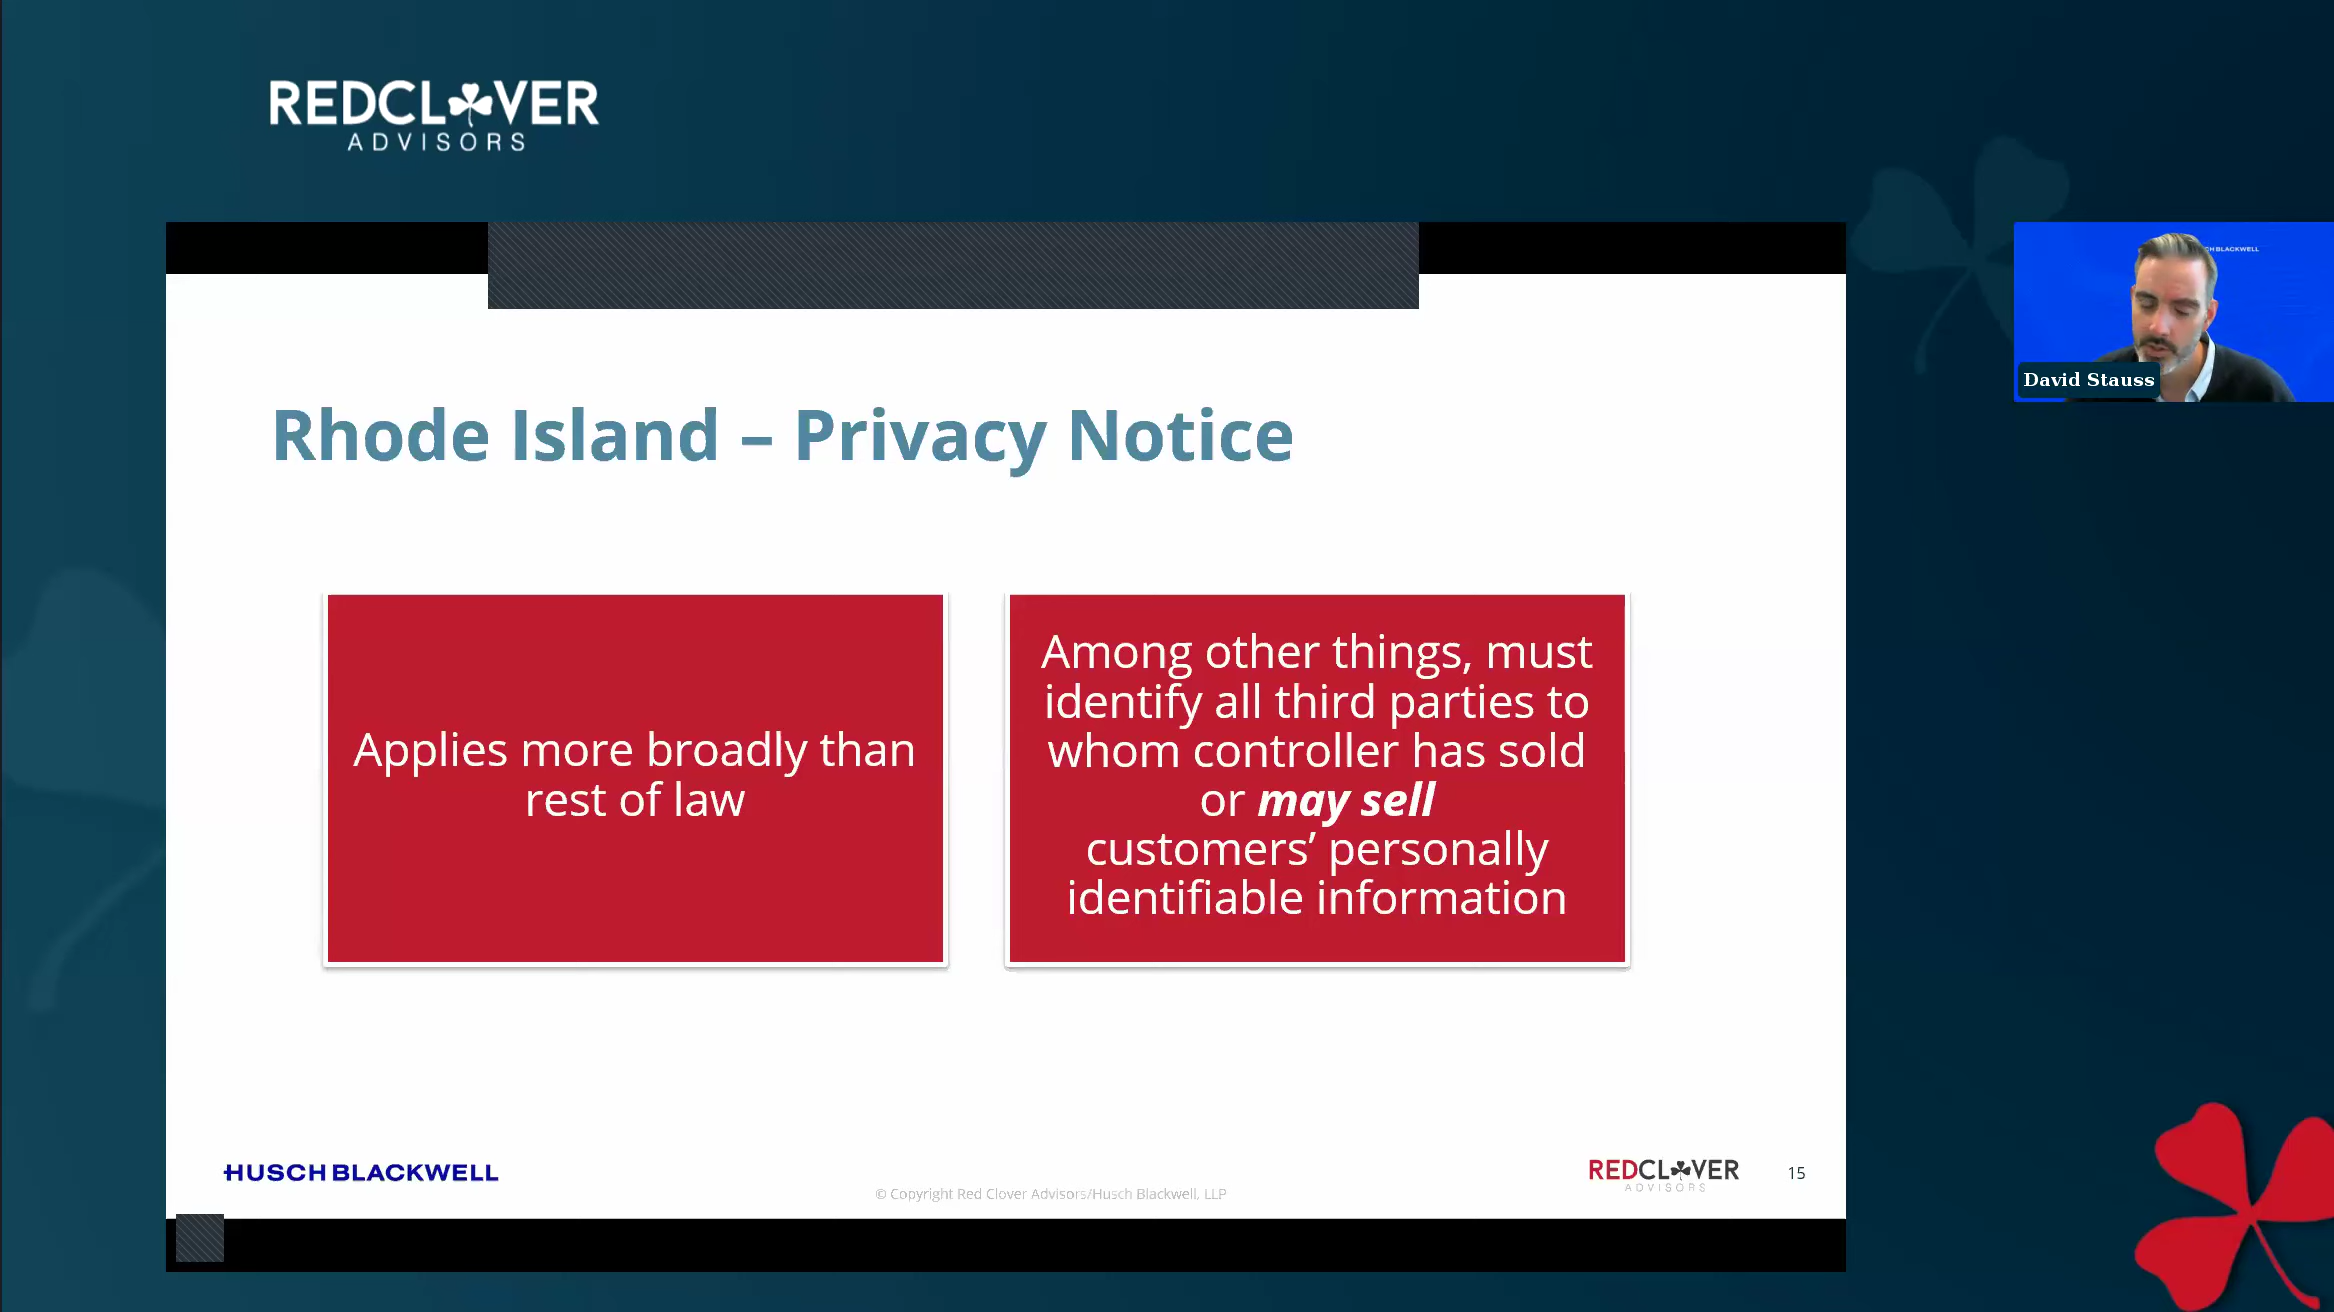 REDCLOVER
ADVISORS
HUSCH BLACKWELL
David Stauss
Rhode Island – Privacy Notice
Applies more broadly than
rest of law
Among other things, must
identify all third parties to
whom controller has sold
or may sell
customers’ personally
identifiable information
HUSCH BLACKWELL
© Copyright Red Clover Advisors/Husch Blackwell, LLP
REDCLOVER
ADVISORS
15